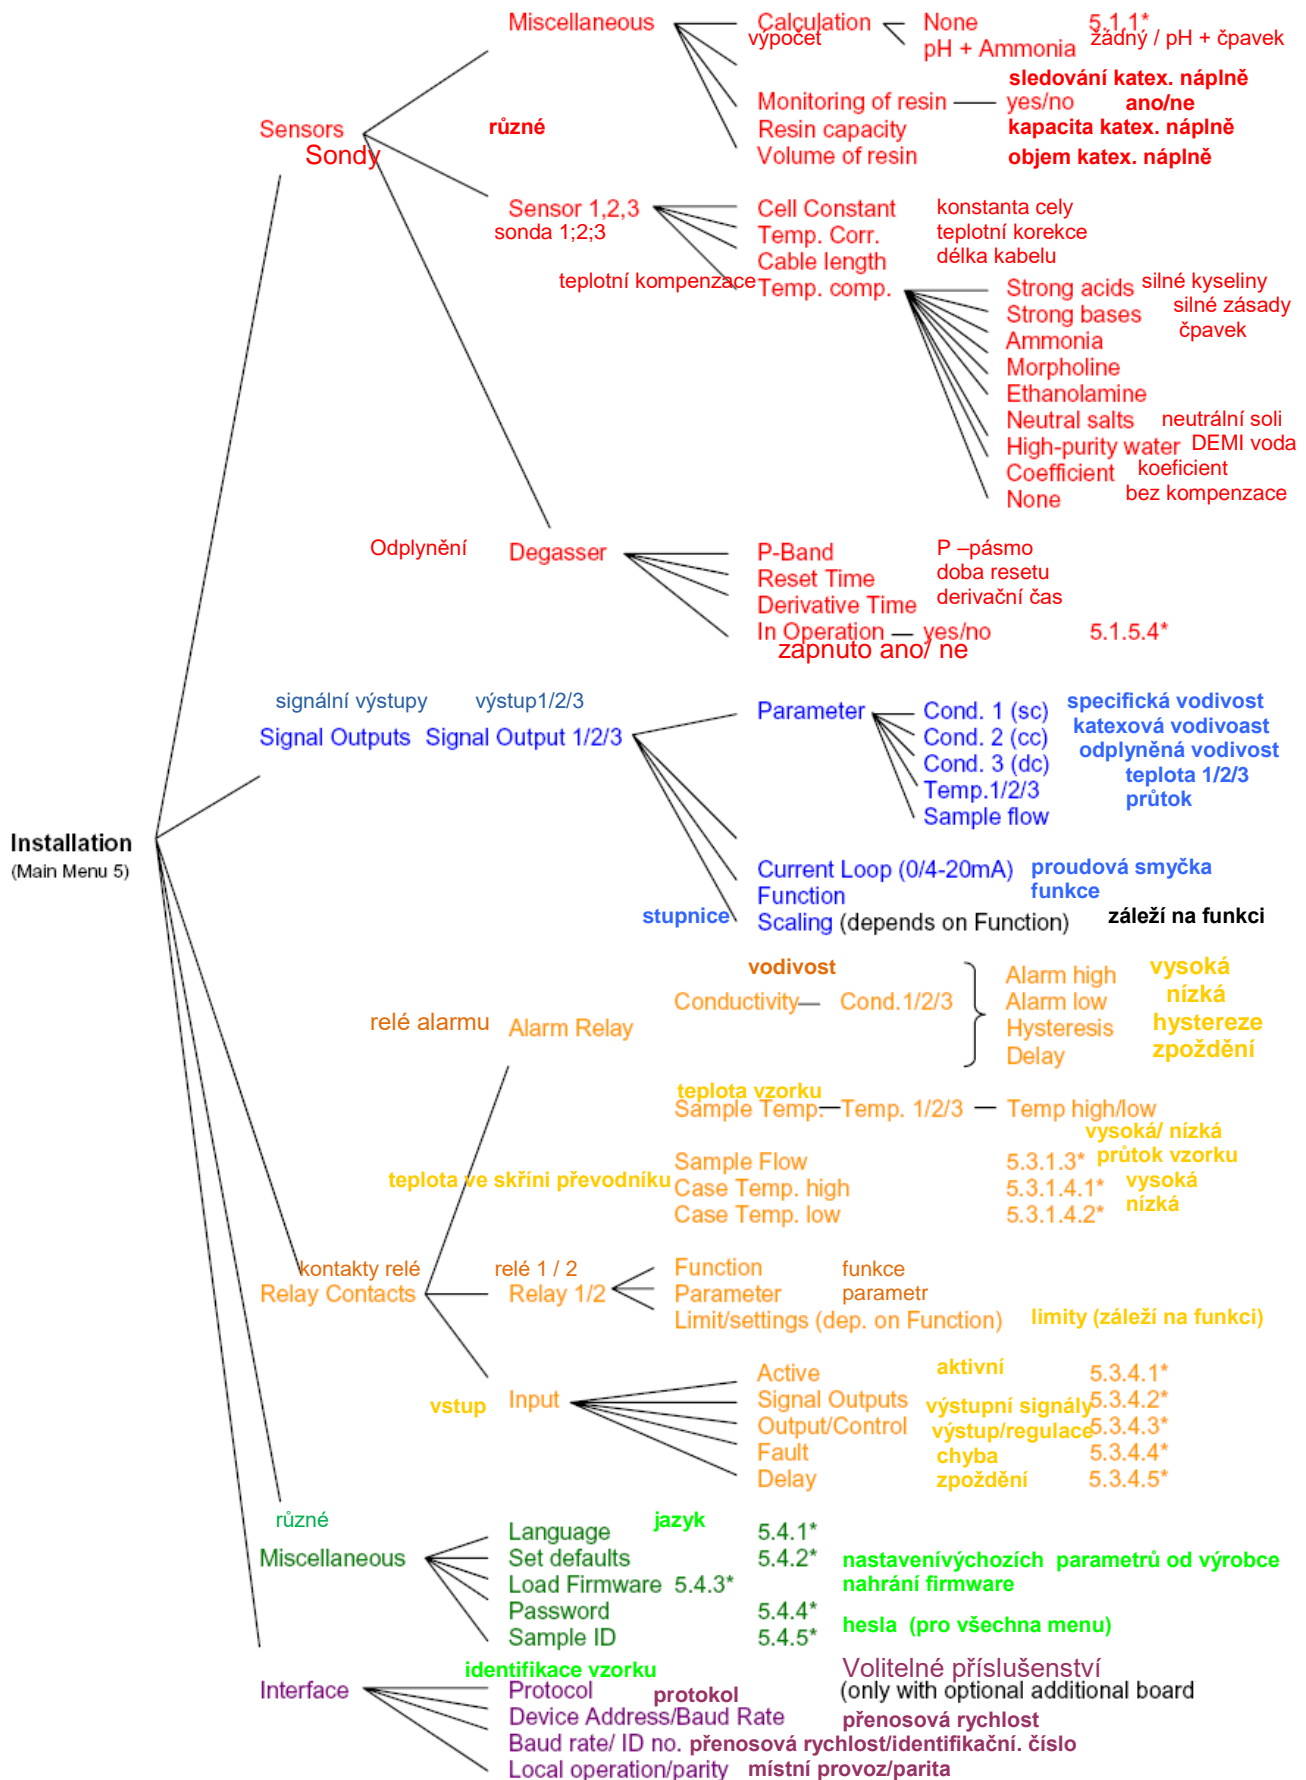 Miscellaneous Calculation None 5.1.1*
výpočet pH + Ammonia žádný / pH + čpavek
sledování katex. náplně
Monitoring of resin yes/no ano/ne
Sensors různé Resin capacity kapacita katex. náplně
Sondy Volume of resin objem katex. náplně
Sensor 1,2,3 Cell Constant konstanta cely
sonda 1;2;3 Temp. Corr. teplotní korekce
Cable length délka kabelu
teplotní kompenzace Temp. comp. Strong acids silné kyseliny
Strong bases silné zásady
Ammonia čpavek
Morpholine
Ethanolamine
Neutral salts neutrální soli
High-purity water DEMI voda
Coefficient koeficient
None bez kompenzace
Odplynění Degasser P-Band P –pásmo
Reset Time doba resetu
Derivative Time derivační čas
In Operation yes/no 5.1.5.4*
zapnuto ano/ ne
signální výstupy výstup1/2/3 Parameter Cond. 1 (sc) specifická vodivost
Signal Outputs Signal Output 1/2/3 Cond. 2 (cc) katexová vodivoast
Cond. 3 (dc) odplyněná vodivost
Temp.1/2/3 teplota 1/2/3
Sample flow průtok
Installation
(Main Menu 5) Current Loop (0/4-20mA) proudová smyčka
Function funkce
stupnice Scaling (depends on Function) záleží na funkci
vodivost Alarm high vysoká
Conductivity Cond.1/2/3 Alarm low nízká
relé alarmu Alarm Relay Hysteresis hystereze
Delay zpoždění
teplota vzorku
Sample Temp. Temp. 1/2/3 Temp high/low
vysoká/ nízká
Sample Flow 5.3.1.3* průtok vzorku
teplota ve skříni převodníku Case Temp. high 5.3.1.4.1* vysoká
Case Temp. low 5.3.1.4.2* nízká
kontakty relé relé 1 / 2 Function funkce
Relay Contacts Relay 1/2 Parameter parametr
Limit/settings (dep. on Function) limity (záleží na funkci)
Active aktivní 5.3.4.1*
vstup Input Signal Outputs výstupní signály 5.3.4.2*
Output/Control výstup/regulace 5.3.4.3*
Fault chyba 5.3.4.4*
Delay zpoždění 5.3.4.5*
různé Language jazyk 5.4.1*
Miscellaneous Set defaults 5.4.2* nastavenívýchozích parametrů od výrobce
Load Firmware 5.4.3* nahrání firmware
Password 5.4.4* hesla (pro všechna menu)
Sample ID 5.4.5*
identifikace vzorku Volitelné příslušenství
Interface Protocol protokol (only with optional additional board
Device Address/Baud Rate přenosová rychlost
Baud rate/ ID no. přenosová rychlost/identifikační. číslo
Local operation/parity místní provoz/parita